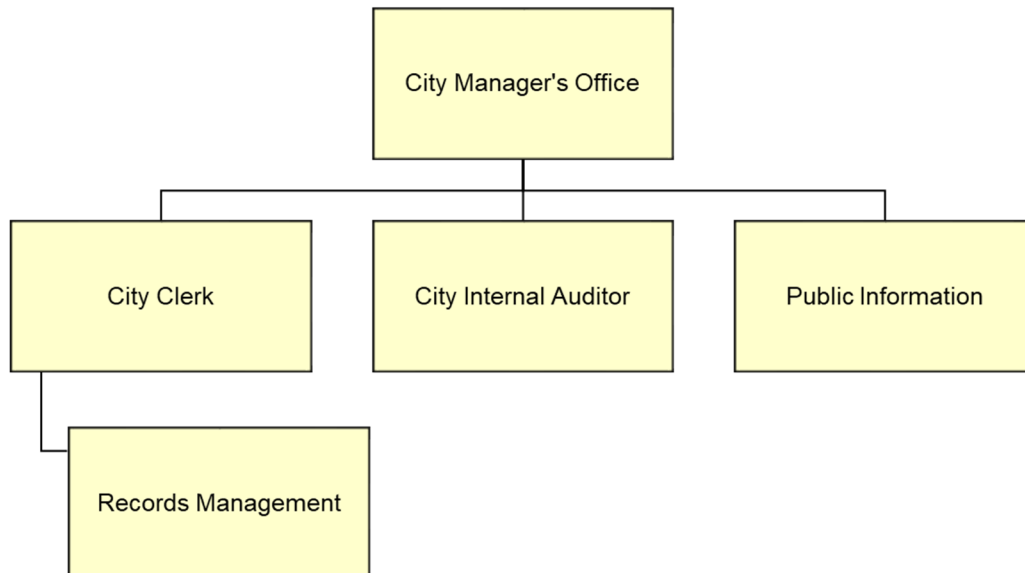 City Manager's Office
City Clerk
City Internal Auditor
Public Information
Records Management